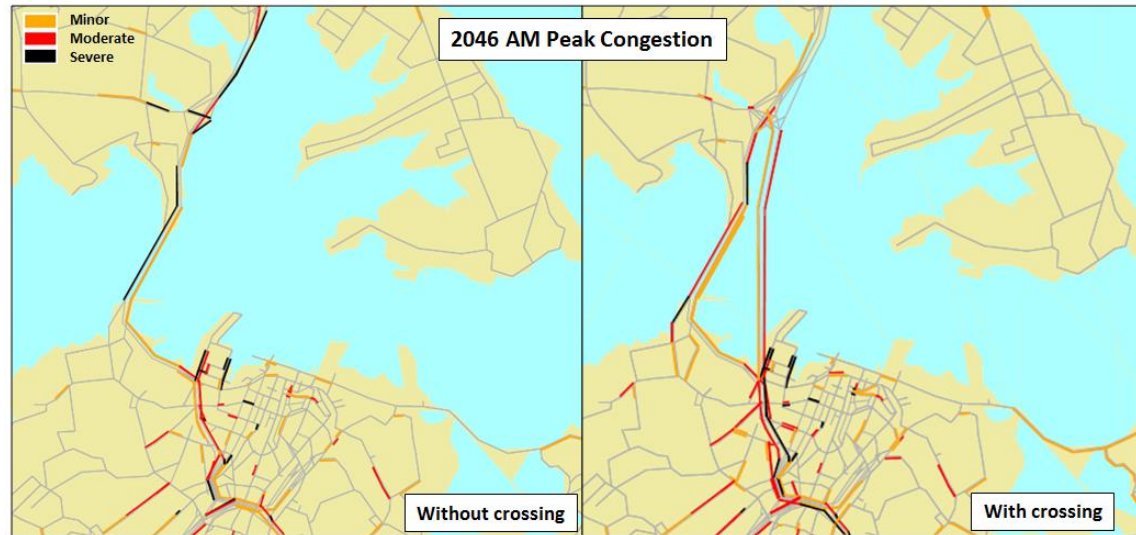 Minor
Moderate
Severe
2046 AM Peak Congestion
Without crossing
With crossing